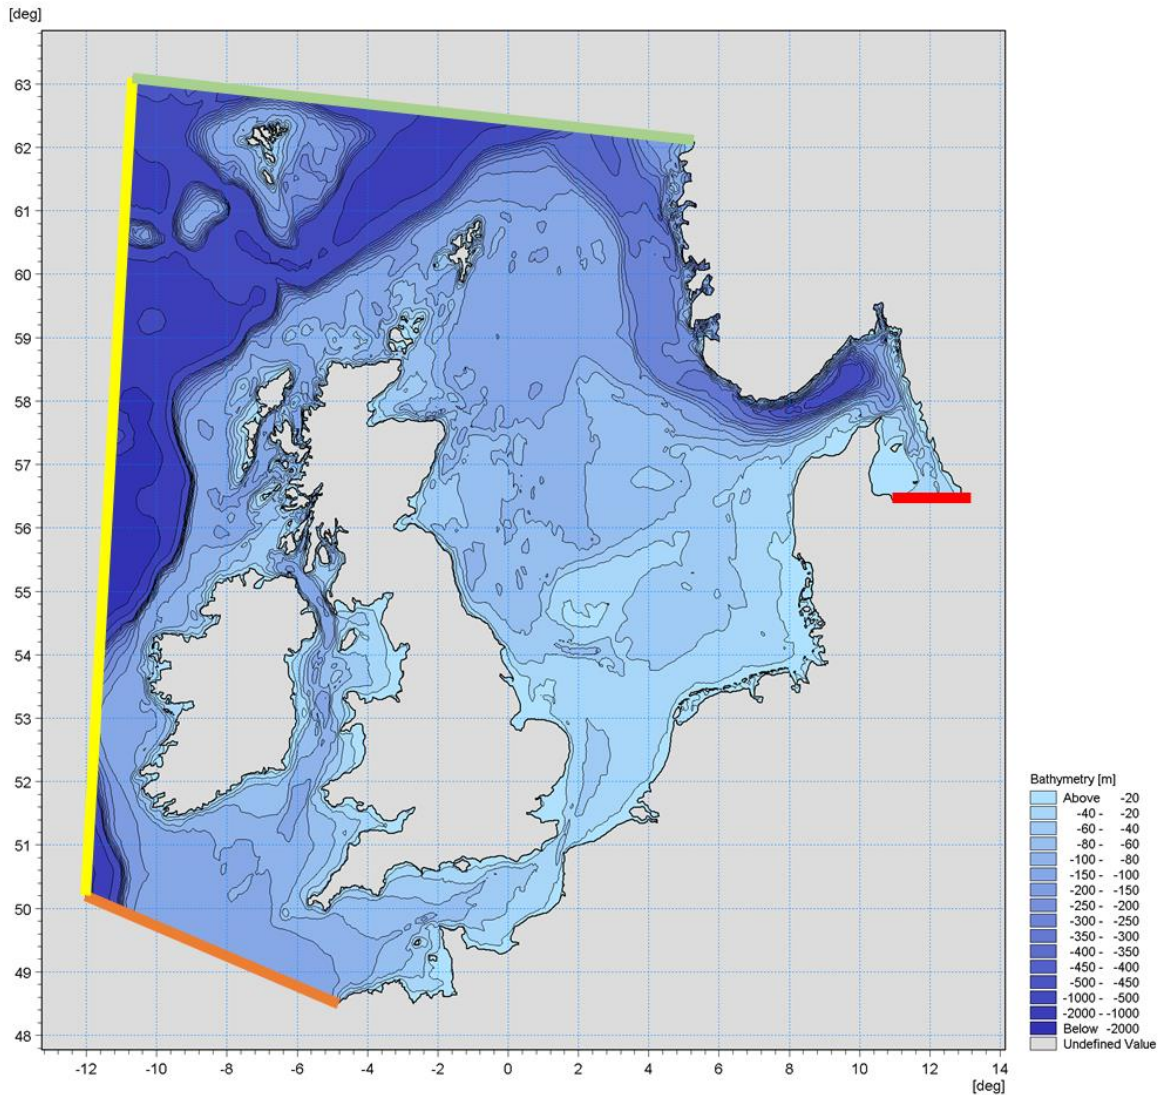 [deg]
63
62
61
60
59
58
57
56
55
54
53
52
51
50
49
48
-12 -10 -8 -6 -4 -2 0 2 4 6 8 10 12 14
[deg]
Bathymetry [m]
Above -20
-40 - -20
-60 - -40
-80 - -60
-100 - -80
-150 - -100
-200 - -150
-250 - -200
-300 - -250
-350 - -300
-400 - -350
-450 - -400
-500 - -450
-1000 - -500
-2000 - -1000
Below -2000
Undefined Value